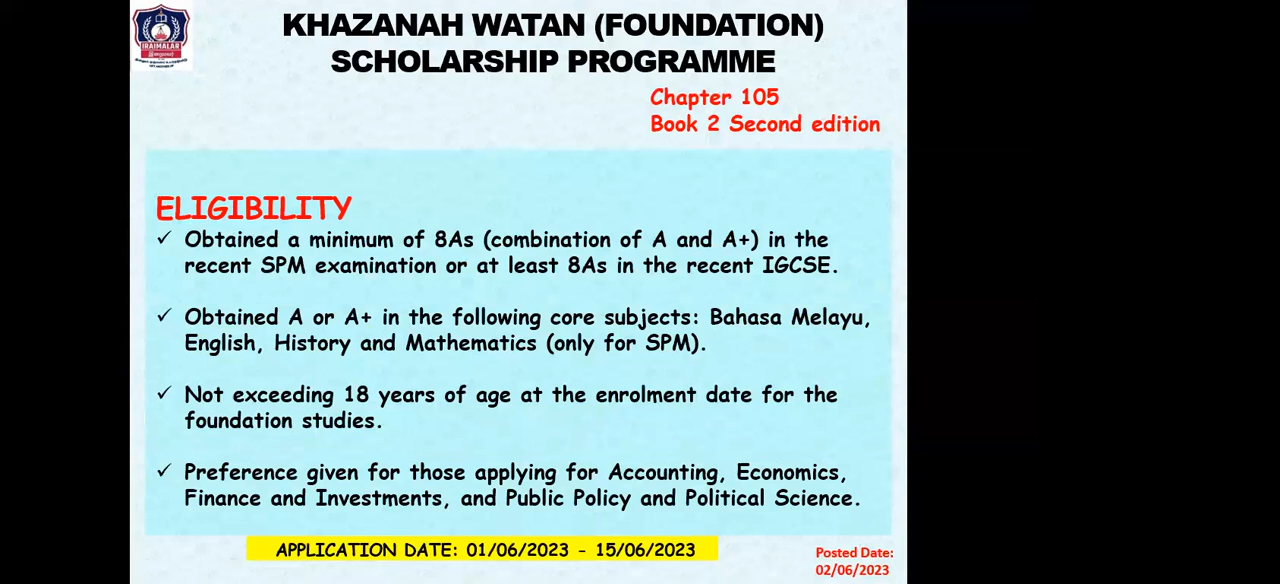 KHAZANAH WATAN (FOUNDATION)
SCHOLARSHIP PROGRAMME
IRAIMALAR
Chapter 105
Book 2 Second edition
ELIGIBILITY
✓ Obtained a minimum of 8As (combination of A and A+) in the
recent SPM examination or at least 8As in the recent IGCSE.
✓ Obtained A or A+ in the following core subjects: Bahasa Melayu,
English, History and Mathematics (only for SPM).
✓ Not exceeding 18 years of age at the enrolment date for the
foundation studies.
✓ Preference given for those applying for Accounting, Economics,
Finance and Investments, and Public Policy and Political Science.
APPLICATION DATE: 01/06/2023 - 15/06/2023
Posted Date:
02/06/2023